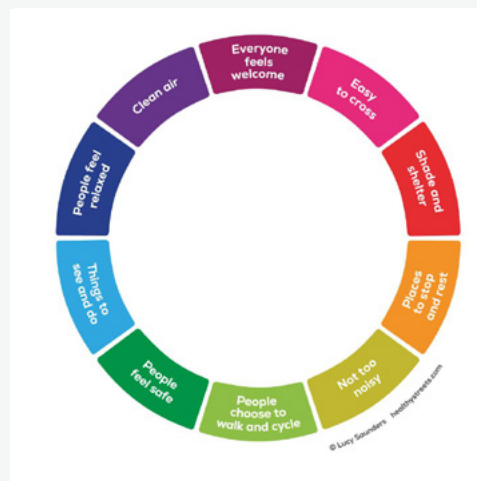 Everyone
feels
welcome
Easy
to cross
Shade and
shelter
Places
to stop
and rest
Not too
noisy
People
choose to
walk and cycle
People
feel safe
Things to
see and do
People feel
relaxed
Clean air
© Lucy Saunders healthystreets.com